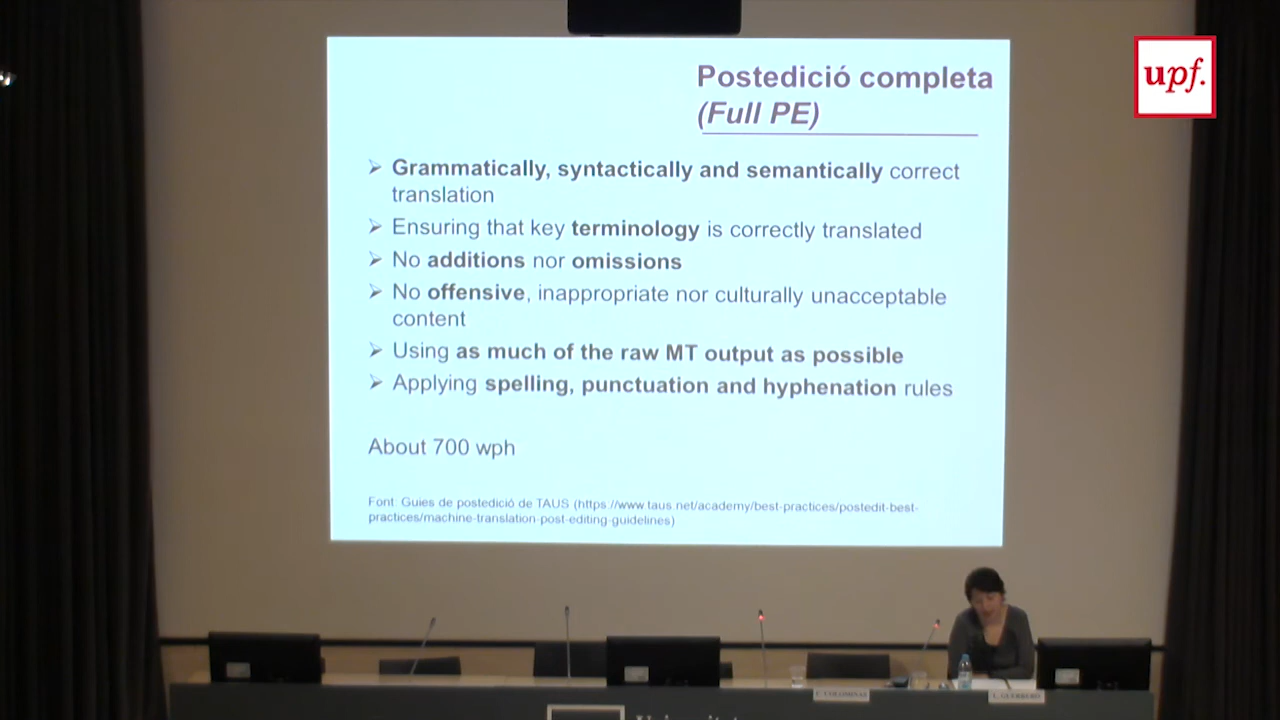 upf.
Postedició completa
(Full PE)
➢ Grammatically, syntactically and semantically correct
translation
➢ Ensuring that key terminology is correctly translated
➢ No additions nor omissions
➢ No offensive, inappropriate nor culturally unacceptable
content
➢ Using as much of the raw MT output as possible
➢ Applying spelling, punctuation and hyphenation rules
About 700 wph
Font: Guies de postedició de TAUS (https://www.taus.net/academy/best-practices/postedit-best-
practices/machine-translation-post-editing-guidelines)
C. COLOMINAS
L. GUERRERO